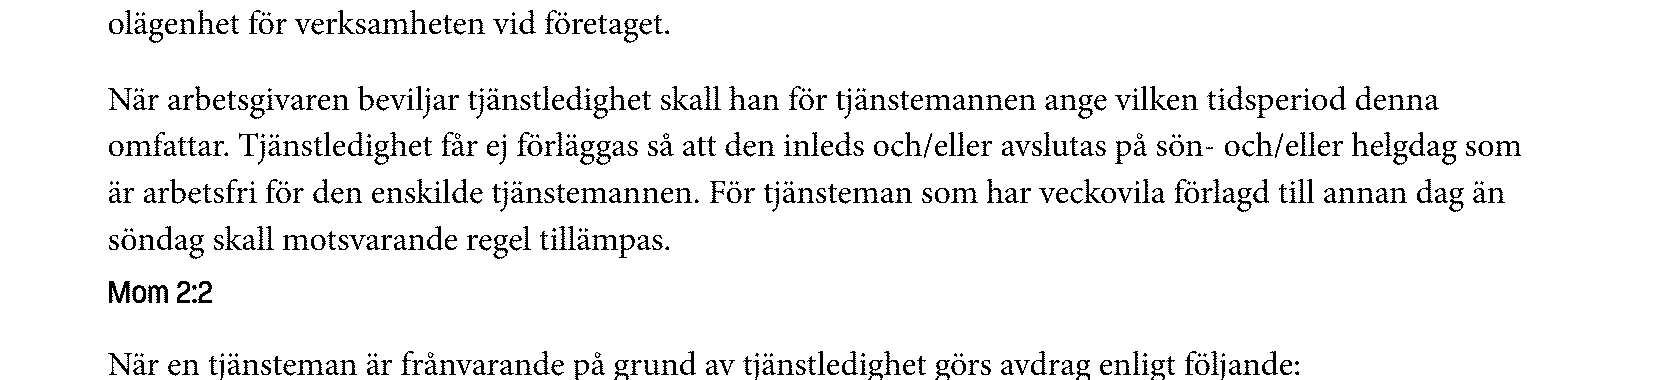 olägenhet för verksamheten vid företaget.
När arbetsgivaren beviljar tjänstledighet skall han för tjänstemannen ange vilken tidsperiod denna
omfattar. Tjänstledighet får ej förläggas så att den inleds och/eller avslutas på sön- och/eller helgdag som
är arbetsfri för den enskilde tjänstemannen. För tjänsteman som har veckovila förlagd till annan dag än
söndag skall motsvarande regel tillämpas.
Mom 2:2
När en tjänsteman är frånvarande på grund av tjänstledighet görs avdrag enligt följande: